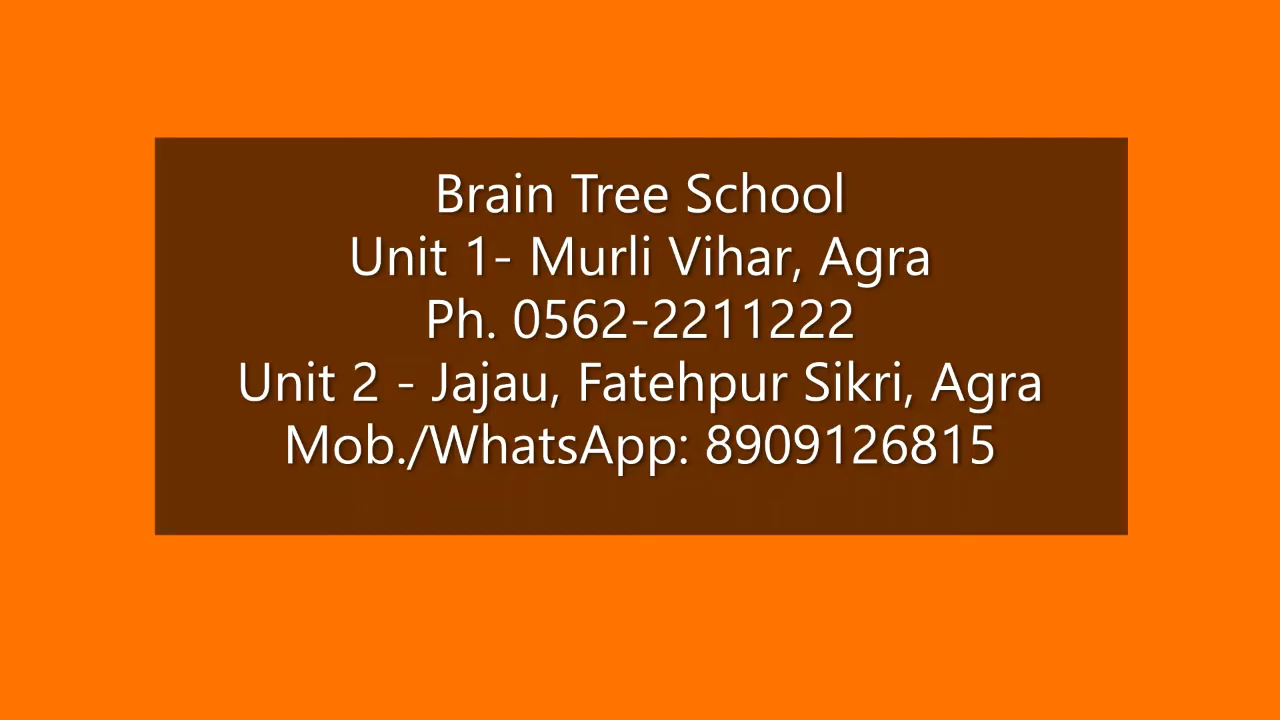 Brain Tree School
Unit 1- Murli Vihar, Agra
Ph. 0562-2211222
Unit 2 - Jajau, Fatehpur Sikri, Agra
Mob./WhatsApp: 8909126815